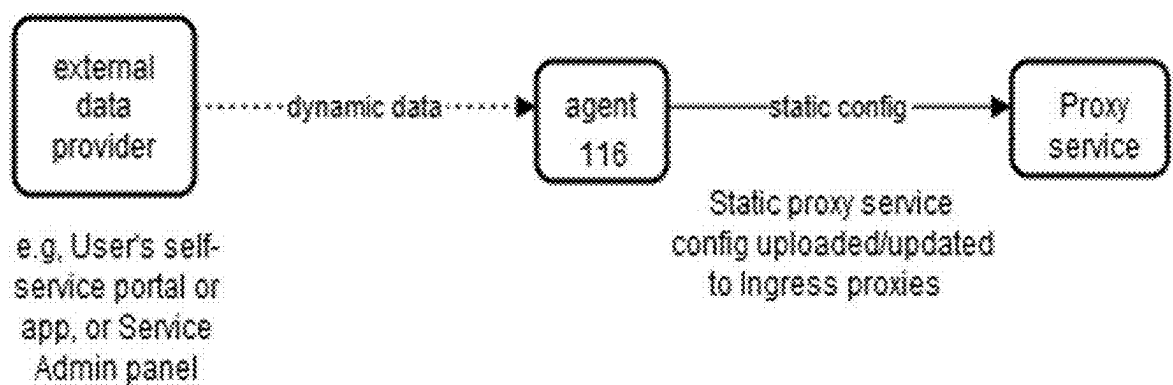 external
data
provider
dynamic data
agent
116
static config
Proxy
service
e.g, User's self-
service portal or
app, or Service
Admin panel
Static proxy service
config uploaded/updated
to Ingress proxies